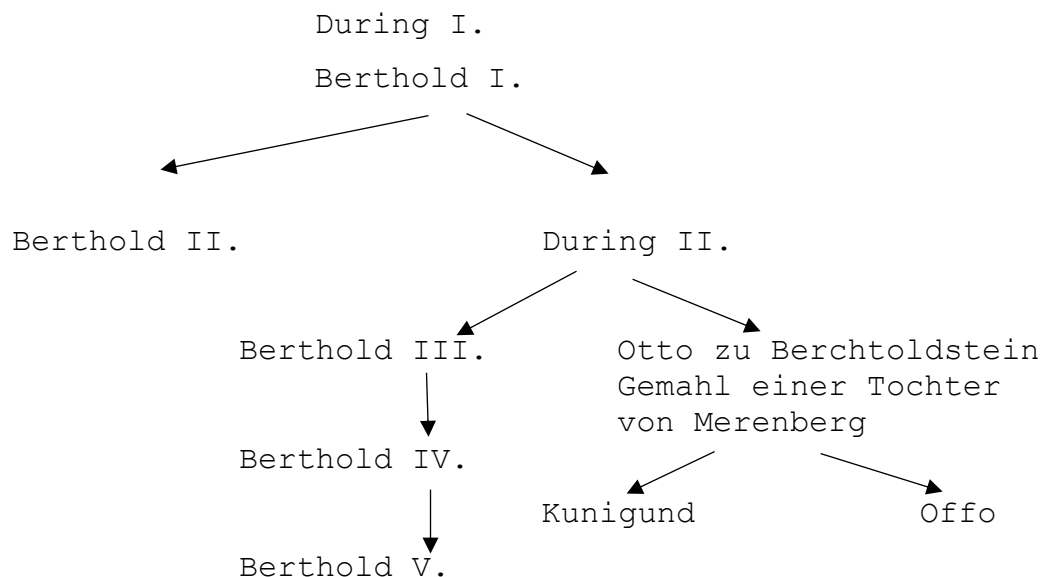 During I.
Berthold I.
Berthold II.
During II.
Berthold III.
Otto zu Berchtoldstein
Gemahl einer Tochter
von Merenberg
Berthold IV.
Kunigund
Offo
Berthold V.